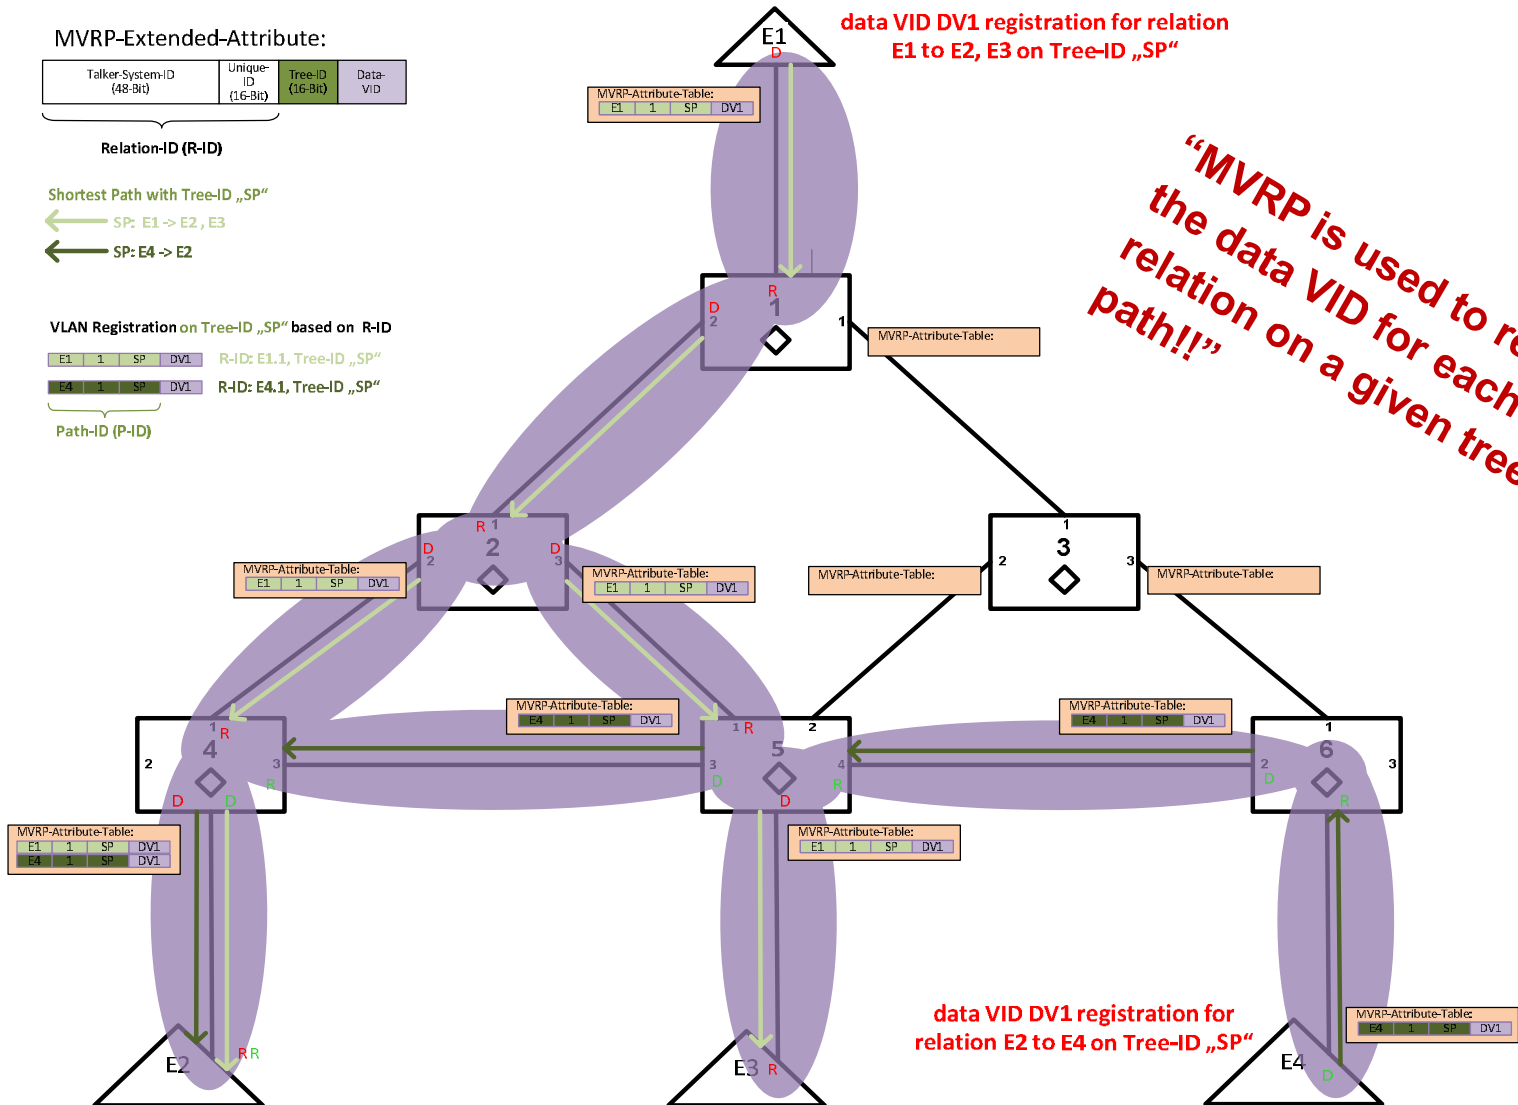 MVRP-Extended-Attribute:
Talker-System-ID
(48-Bit)
Unique-
ID
(16-Bit)
Tree-ID
(16-Bit)
Data-
VID
Relation-ID (R-ID)
Shortest Path with Tree-ID „SP“
SP: E1 -> E2 , E3
SP: E4 -> E2
VLAN Registration on Tree-ID „SP“ based on R-ID
E1 1 SP DV1
R-ID: E1.1, Tree-ID „SP“
E4 1 SP DV1
R-ID: E4.1, Tree-ID „SP“
Path-ID (P-ID)
data VID DV1 registration for relation
E1 to E2, E3 on Tree-ID „SP“
“MVRP is used to re
the data VID for each
relation on a given tree
path!!”
E1
D
MVRP-Attribute-Table:
E1 1 SP DV1
R
D
1
2
1
MVRP-Attribute-Table:
R
1
D
2
D
2
3
MVRP-Attribute-Table:
E1 1 SP DV1
MVRP-Attribute-Table:
E1 1 SP DV1
1
3
2
3
MVRP-Attribute-Table:
MVRP-Attribute-Table:
MVRP-Attribute-Table:
E4 1 SP DV1
MVRP-Attribute-Table:
E4 1 SP DV1
1
R
4
2
3
R
D
D
1
R
2
5
3
4
D
R
D
1
6
2
3
D
R
MVRP-Attribute-Table:
E1 1 SP DV1
E4 1 SP DV1
MVRP-Attribute-Table:
E1 1 SP DV1
data VID DV1 registration for
relation E2 to E4 on Tree-ID „SP“
MVRP-Attribute-Table:
E4 1 SP DV1
E2
R R
E3
R
E4
D